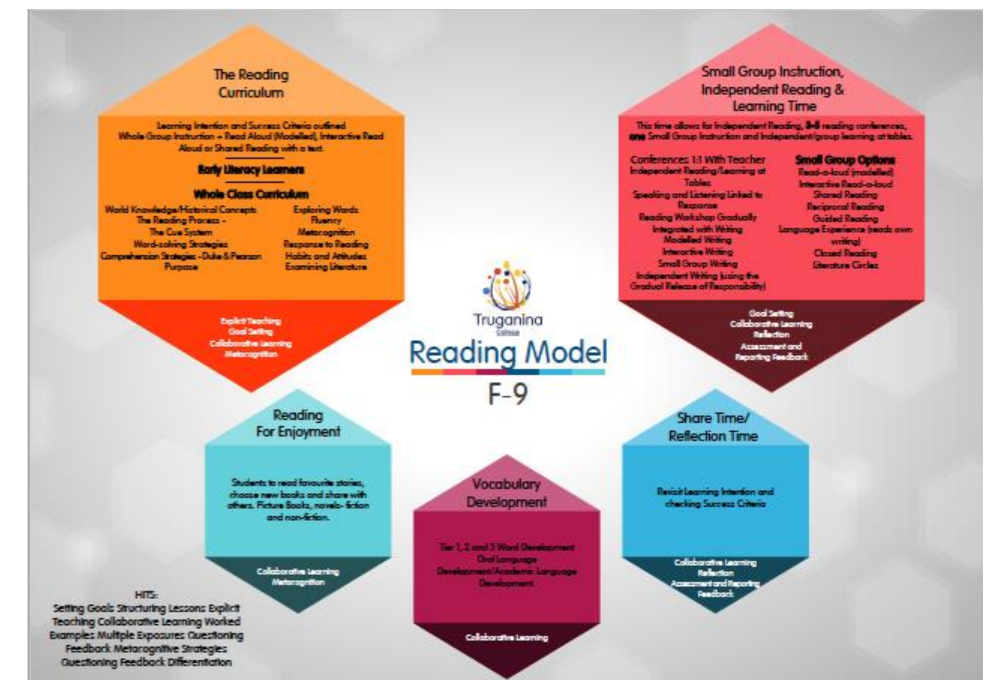 The Reading
Curriculum
Learning Intention and Success Criteria outlined
Whole Group Instruction + Read Aloud (Modelled), Interactive Read
Aloud or Shared Reading with a text.
Early Literacy Learners
Whole Class Curriculum
World Knowledge/Historical Concepts
The Reading Process -
The Cue System
Word-solving Strategies
Comprehension Strategies - Duke & Pearson
Purpose
Exploring Words
Fluency
Metacognition
Response to Reading
Habits and Attitudes
Examining Literature
Explicit Teaching
Goal Setting
Collaborative Learning
Metacognition
Small Group Instruction,
Independent Reading &
Learning Time
This time allows for Independent Reading, 3-5 reading conferences,
one Small Group Instruction and Independent/group learning at tables.
Conferences 1:1 With Teacher
Independent Reading/Learning at
Tables
Speaking and Listening Linked to
Response
Reading Workshop Gradually
Integrated with Writing
Modelled Writing
Interactive Writing
Small Group Writing
Independent Writing (using the
Gradual Release of Responsibility)
Small Group Options
Read-a-loud (modelled)
Interactive Read-a-loud
Shared Reading
Reciprocal Reading
Guided Reading
Language Experience (reads own
writing)
Closed Reading
Literature Circles
Goal Setting
Collaborative Learning
Reflection
Assessment and
Reporting Feedback
Truganina
College
Reading Model
F-9
Reading
For Enjoyment
Students to read favourite stories,
choose new books and share with
others. Picture Books, novels- fiction
and non-fiction.
Collaborative Learning
Metacognition
Vocabulary
Development
Tier 1, 2 and 3 Word Development
Oral Language
Development/Academic Language
Development
Collaborative Learning
Share Time/
Reflection Time
Revisit Learning Intention and
checking Success Criteria
Collaborative Learning
Reflection
Assessment and Reporting
Feedback
HITS:
Setting Goals Structuring Lessons Explicit
Teaching Collaborative Learning Worked
Examples Multiple Exposures Questioning
Feedback Metacognitive Strategies
Questioning Feedback Differentiation